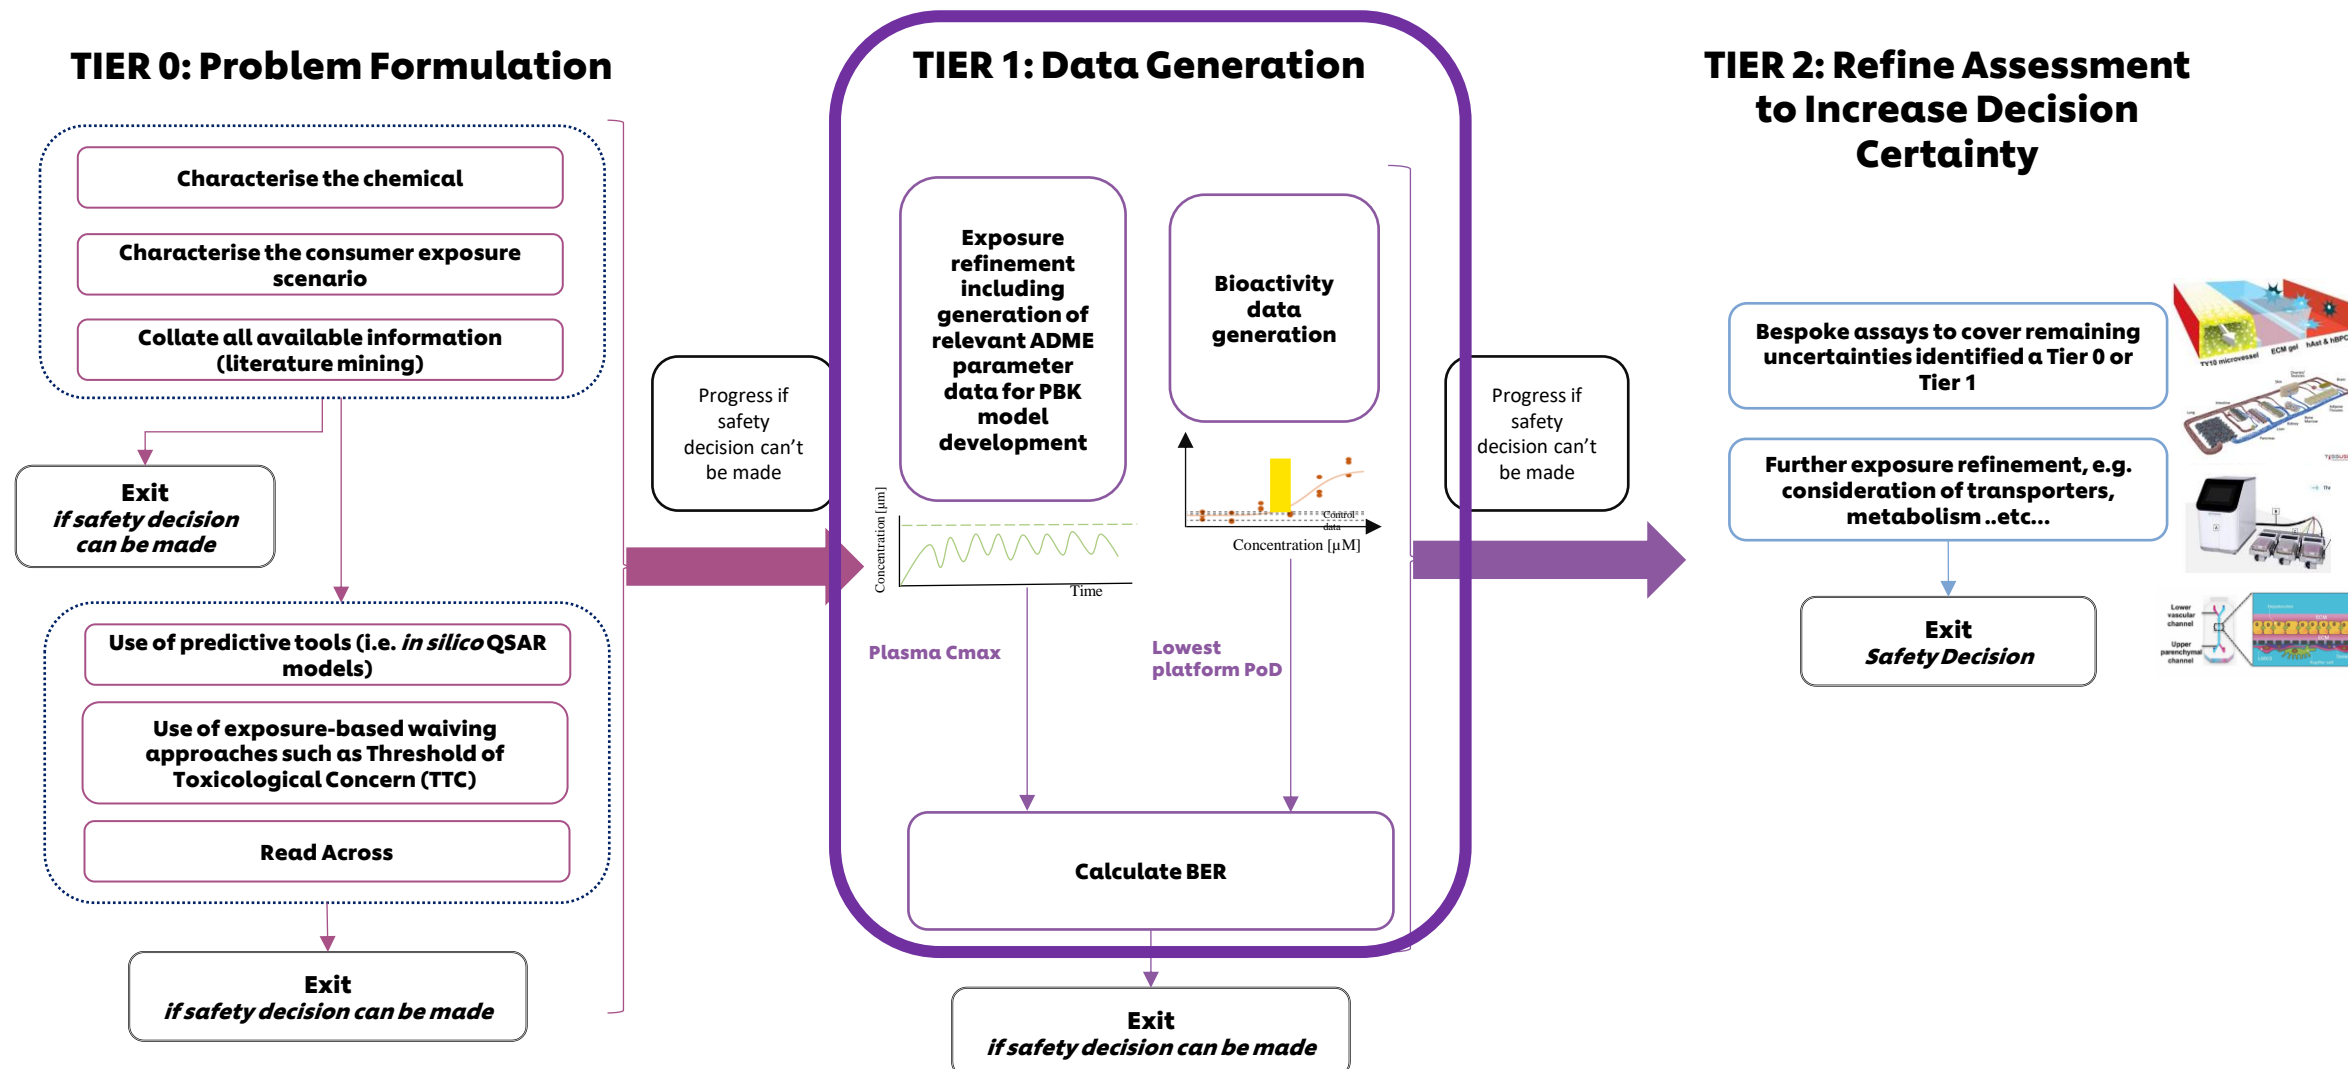 TIER 0: Problem Formulation
Characterise the chemical
Characterise the consumer exposure
scenario
Collate all available information
(literature mining)
Exit
if safety decision
can be made
Use of predictive tools (i.e. in silico QSAR
models)
Use of exposure-based waiving
approaches such as Threshold of
Toxicological Concern (TTC)
Read Across
Exit
if safety decision can be made
Progress if
safety
decision can't
be made
TIER 1: Data Generation
Exposure
refinement
including
generation of
relevant ADME
parameter
data for PBK
model
development
Concentration [µm]
Time
Plasma Cmax
Bioactivity
data
generation
Control
data
Concentration [µM]
Lowest
platform PoD
Calculate BER
Exit
if safety decision can be made
Progress if
safety
decision can't
be made
TIER 2: Refine Assessment
to Increase Decision
Certainty
Bespoke assays to cover remaining
uncertainties identified a Tier 0 or
Tier 1
Further exposure refinement, e.g.
consideration of transporters,
metabolism ..etc...
Exit
Safety Decision
TY10 microvessel
ECM gel
hAst & hBPC
Lung
Pancreas
Lower
vascular
channel
Upper
parenchymal
channel
ECM
ECM